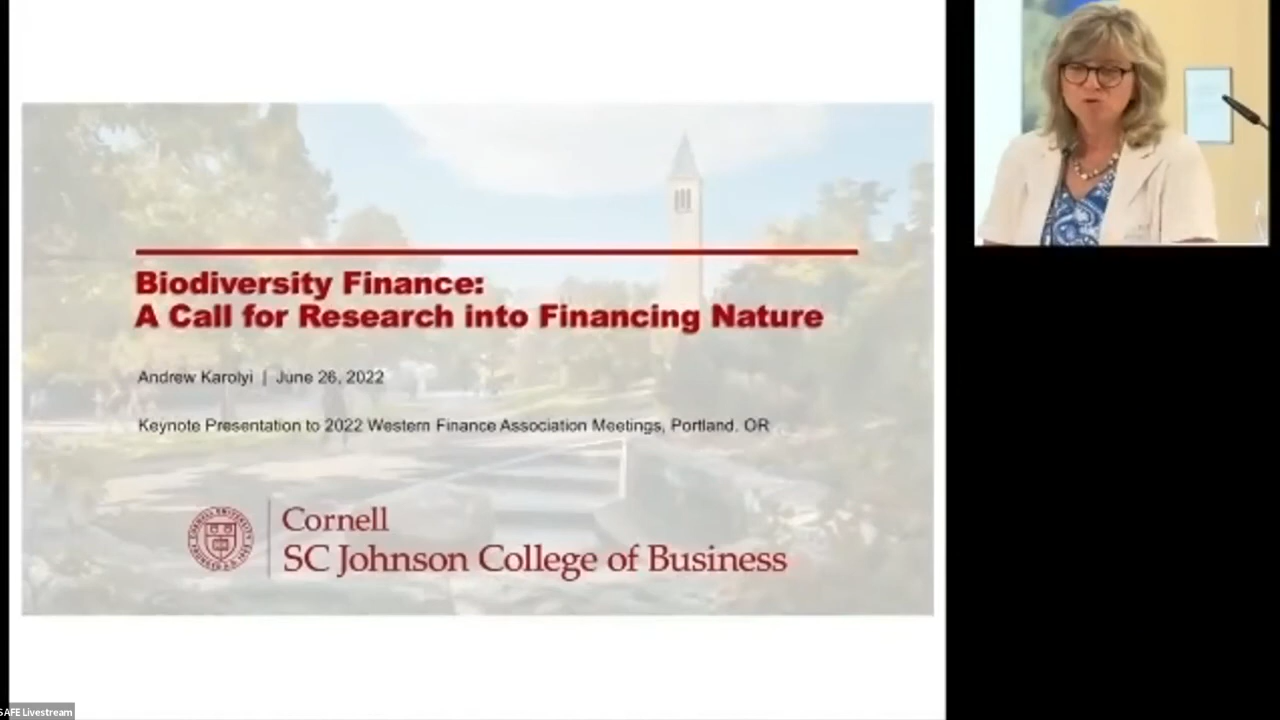 Biodiversity Finance:
A Call for Research into Financing Nature
Andrew Karolyi | June 26, 2022
Keynote Presentation to 2022 Western Finance Association Meetings, Portland. OR
Cornell
SC Johnson College of Business
SAFE Livestream